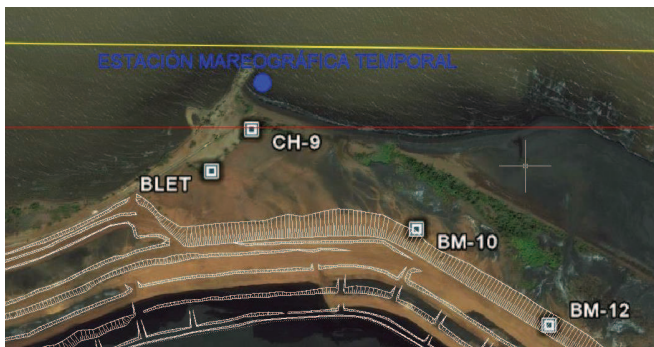 ESTACIÓN MAREOGRÁFICA TEMPORAL
CH-9
BLET
BM-10
BM-12